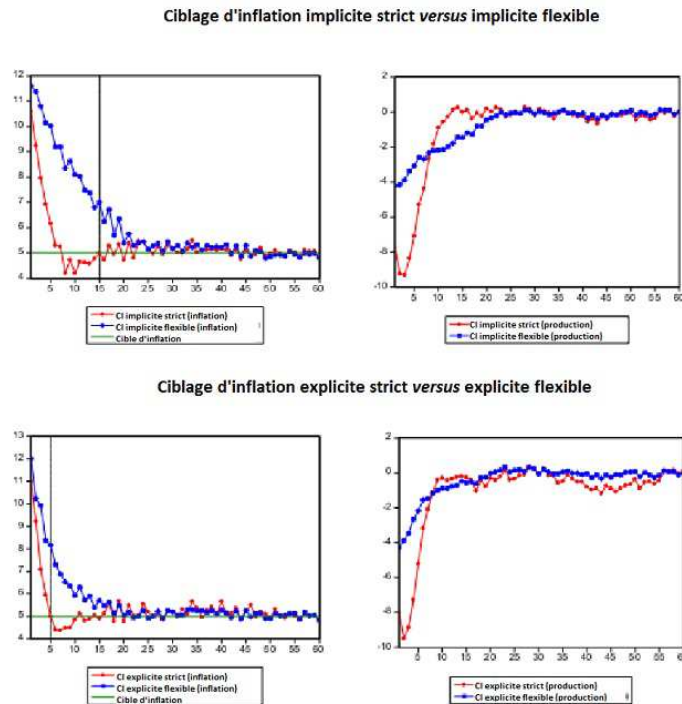 Ciblage d'inflation implicite strict versus implicite flexible
12
11
10
9
8
7
6
5
4
5 10 15 20 25 30 35 40 45 50 55 60
CI implicite strict (inflation)
CI implicite flexible (inflation)
Cible d'inflation
2
0
-2
-4
-6
-8
-10
5 10 15 20 25 30 35 40 45 50 55 60
CI implicite strict (production)
CI implicite flexible (production)
Ciblage d'inflation explicite strict versus explicite flexible
13
12
11
10
9
8
7
6
5
4
5 10 15 20 25 30 35 40 45 50 55 60
CI explicite strict (inflation)
CI explicite flexible (inflation)
Cible d'inflation
2
0
-2
-4
-6
-8
-10
5 10 15 20 25 30 35 40 45 50 55 60
CI explicite strict (production)
CI explicite flexible (production)